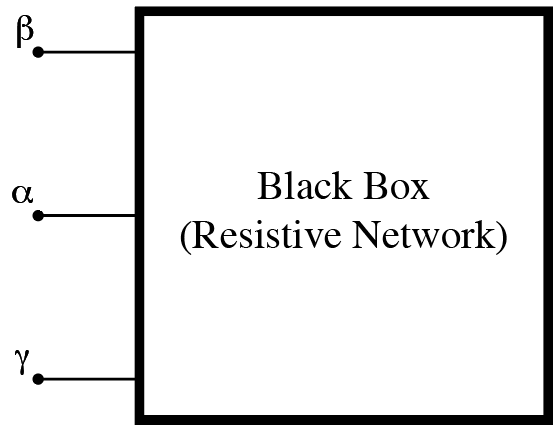 β
α
γ
Black Box
(Resistive Network)